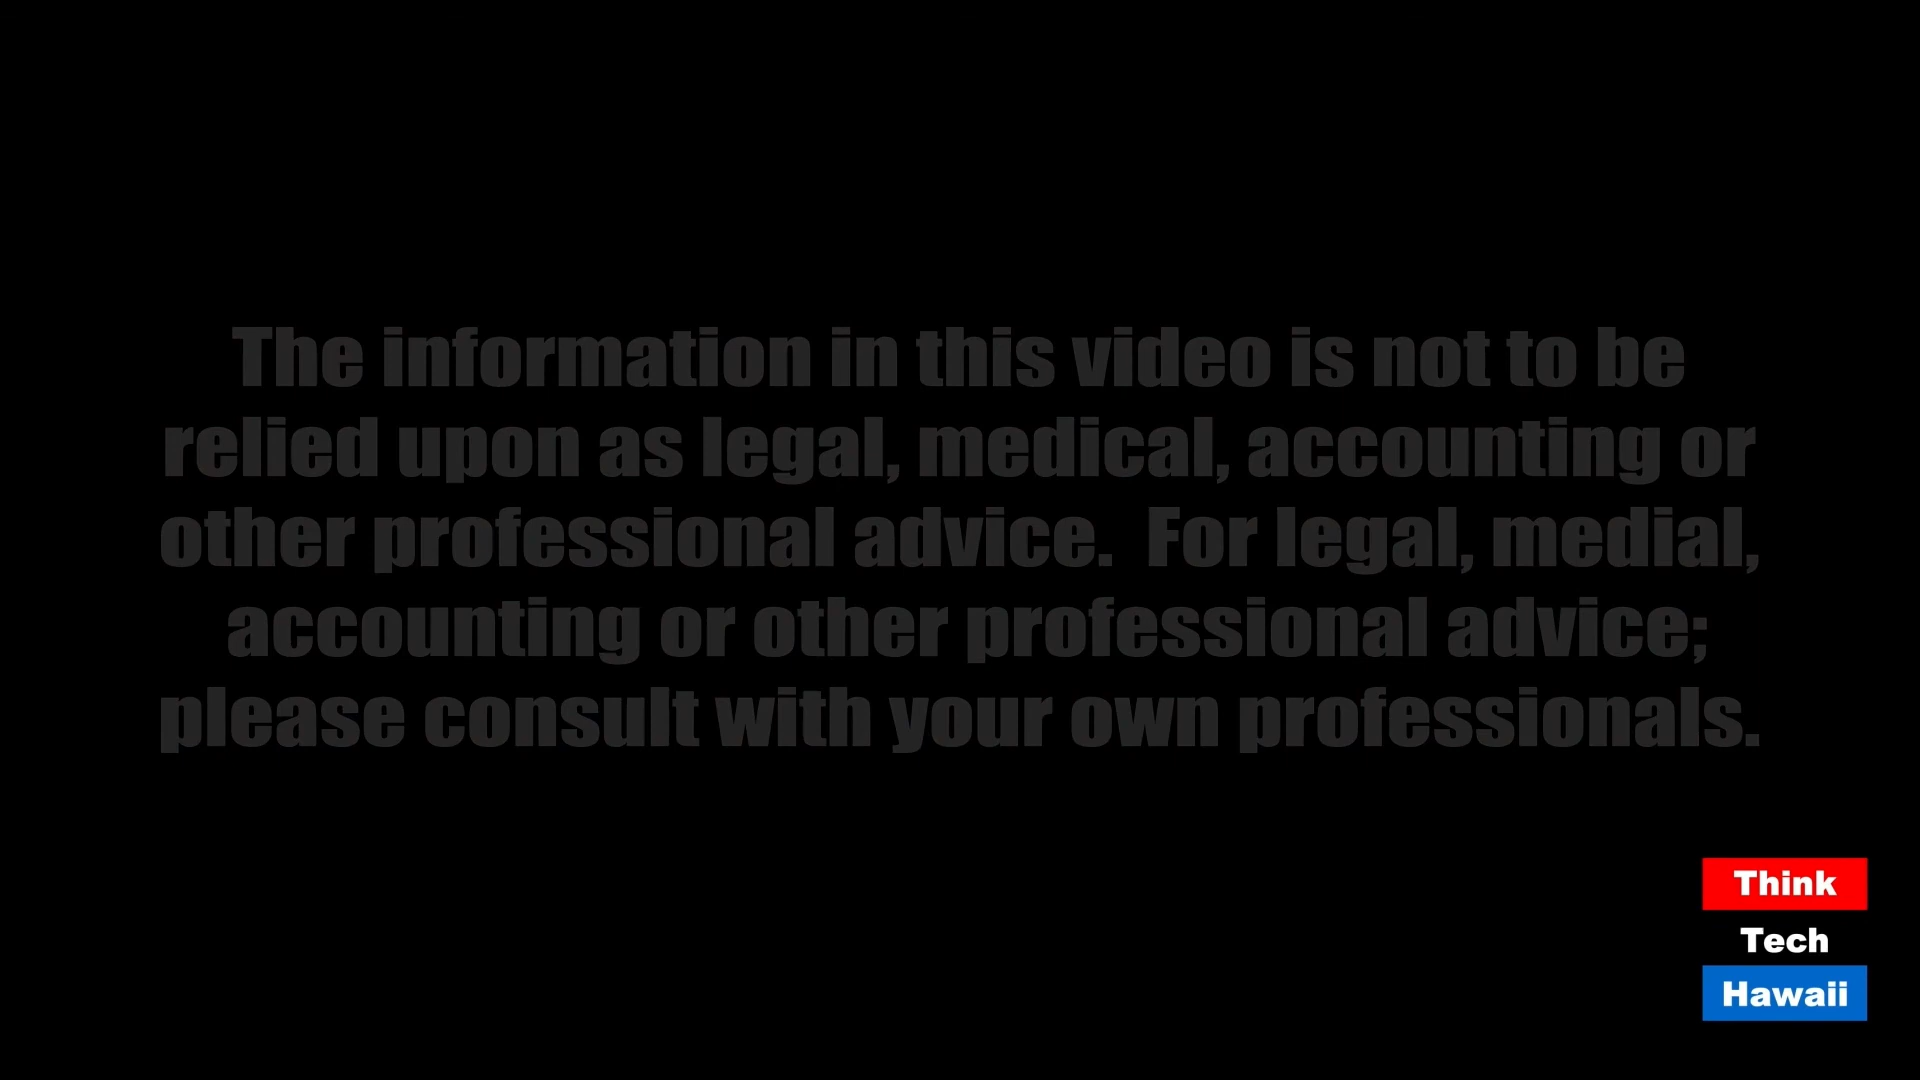 The information in this video is not to be
relied upon as legal, medical, accounting or
other professional advice.  For legal, medial,
accounting or other professional advice;
please consult with your own professionals.
Think
Tech
Hawaii